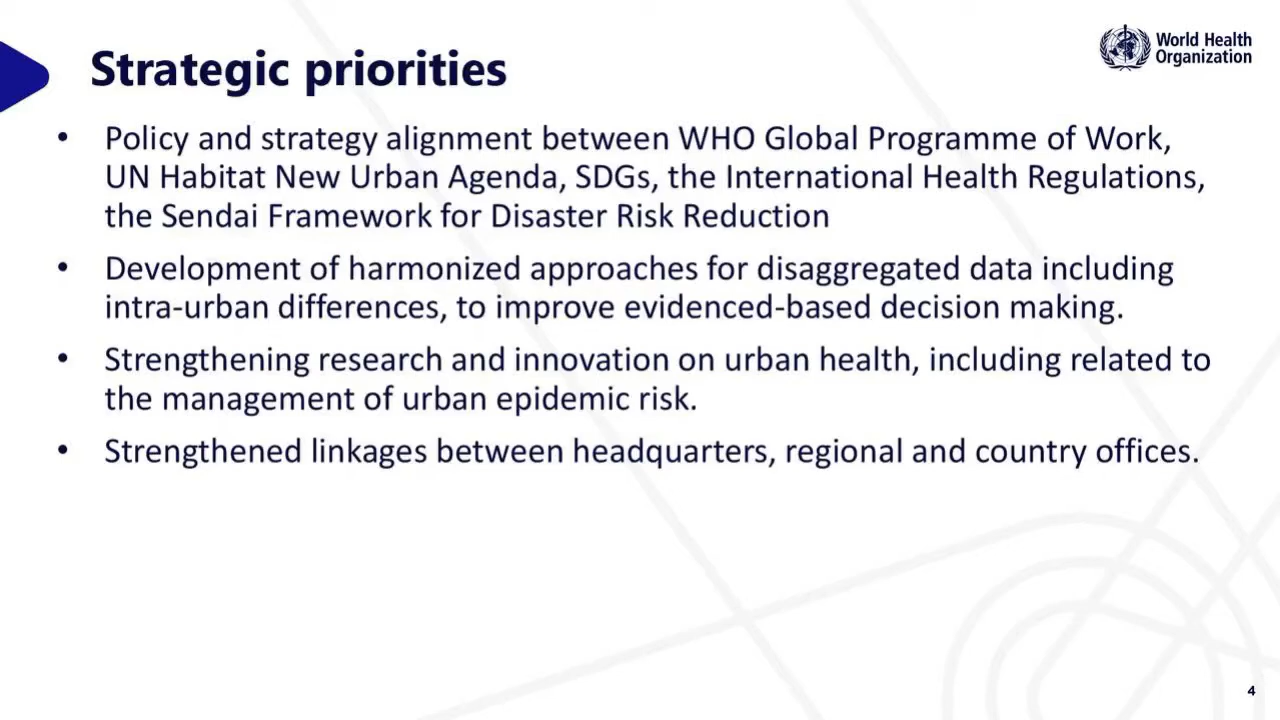 World Health
Organization
Strategic priorities
• Policy and strategy alignment between WHO Global Programme of Work,
UN Habitat New Urban Agenda, SDGs, the International Health Regulations,
the Sendai Framework for Disaster Risk Reduction
• Development of harmonized approaches for disaggregated data including
intra-urban differences, to improve evidenced-based decision making.
• Strengthening research and innovation on urban health, including related to
the management of urban epidemic risk.
• Strengthened linkages between headquarters, regional and country offices.
4